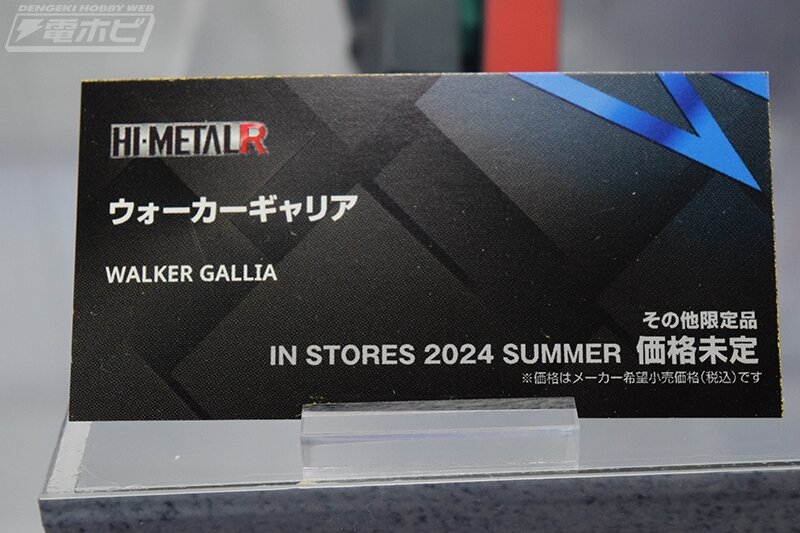 DENGEKI HOBBY WEB
電ホビ
HI-METAL R
ウォーカーギャリア
WALKER GALLIA
その他限定品
IN STORES 2024 SUMMER 価格未定
※価格はメーカー希望小売価格(税込)です